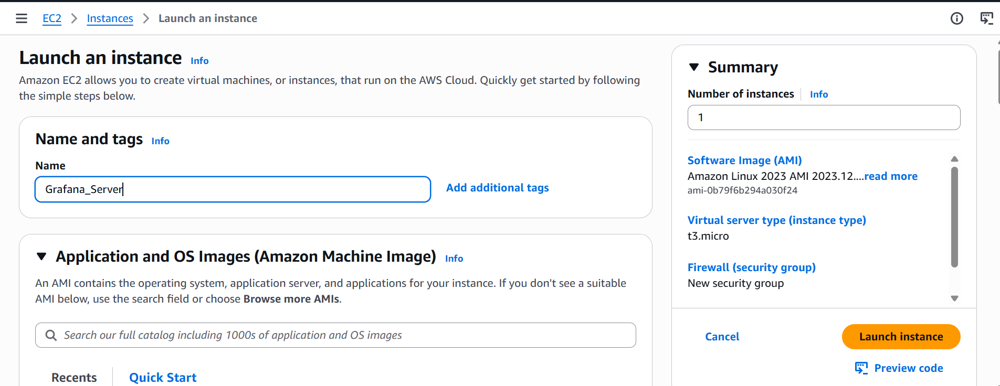 EC2 Instances Launch an instance
Launch an instance Info
Amazon EC2 allows you to create virtual machines, or instances, that run on the AWS Cloud. Quickly get started by following
the simple steps below.
Name and tags Info
Name
Grafana_Server
Add additional tags
Application and OS Images (Amazon Machine Image) Info
An AMI contains the operating system, application server, and applications for your instance. If you don't see a suitable
AMI below, use the search field or choose Browse more AMIs.
Search our full catalog including 1000s of application and OS images
Recents Quick Start
Summary
Number of instances Info
1
Software Image (AMI)
Amazon Linux 2023 AMI 2023.12....read more
ami-0b79f6b294a030f24
Virtual server type (instance type)
t3.micro
Firewall (security group)
New security group
Cancel Launch instance
Preview code